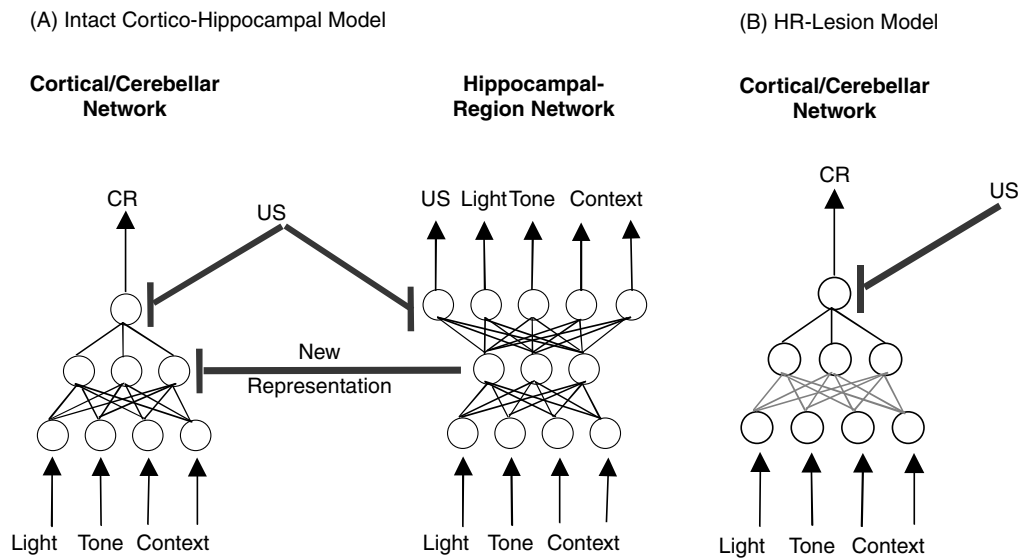 (A) Intact Cortico-Hippocampal Model
Cortical/Cerebellar
Network
Hippocampal-
Region Network
CR
US
US Light Tone Context
New
Representation
Light Tone Context
Light Tone Context
(B) HR-Lesion Model
Cortical/Cerebellar
Network
CR
US
Light Tone Context